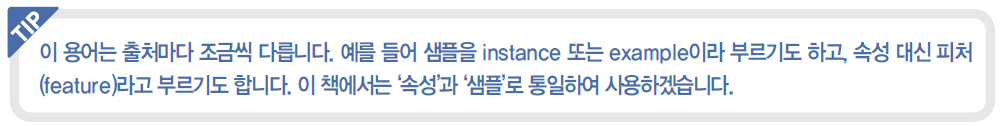 TIP
이 용어는 출처마다 조금씩 다릅니다. 예를 들어 샘플을 instance 또는 example이라 부르기도 하고, 속성 대신 피처
(feature)라고 부르기도 합니다. 이 책에서는 ‘속성’과 ‘샘플’로 통일하여 사용하겠습니다.